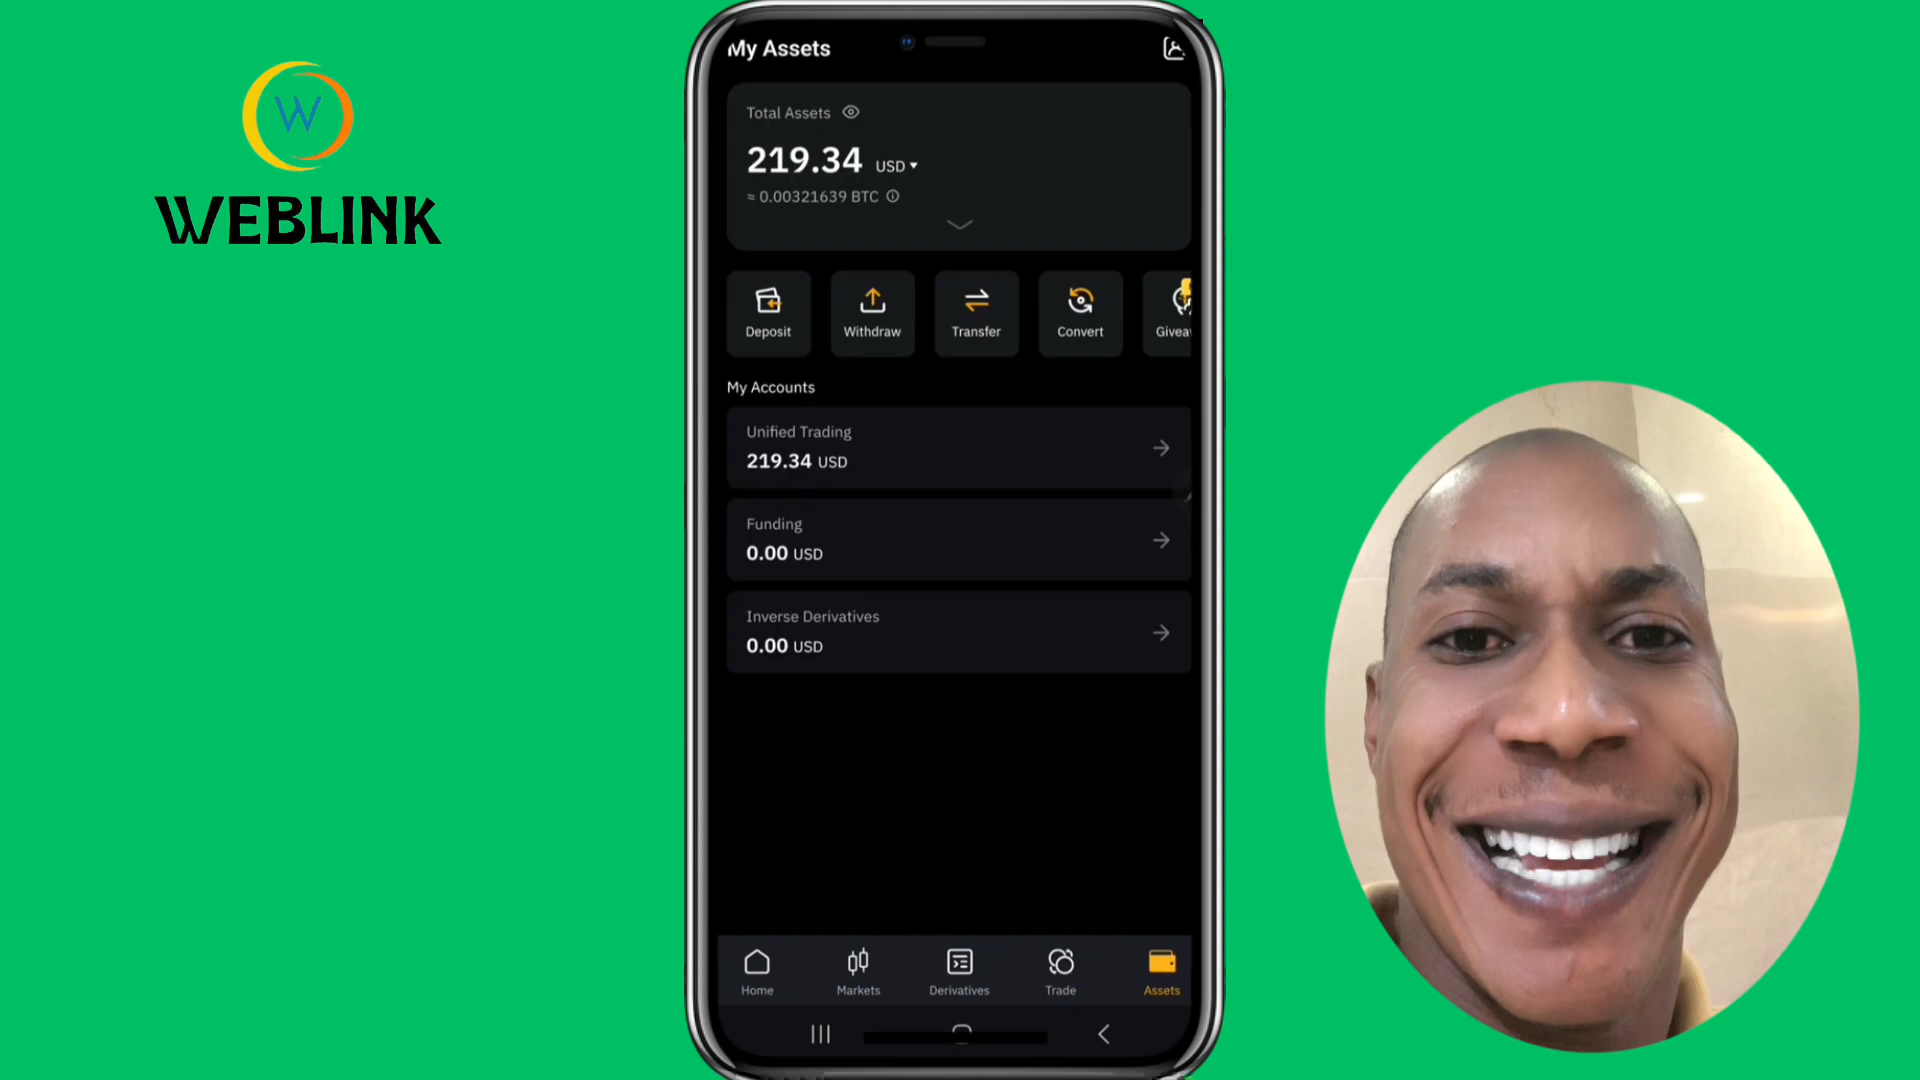 W
WEBLINK
My Assets
Total Assets
219.34 USD
≈ 0.00321639 BTC
Deposit
Withdraw
Transfer
Convert
Giveaw
My Accounts
Unified Trading
219.34 USD
Funding
0.00 USD
Inverse Derivatives
0.00 USD
Home
Markets
Derivatives
Trade
Assets